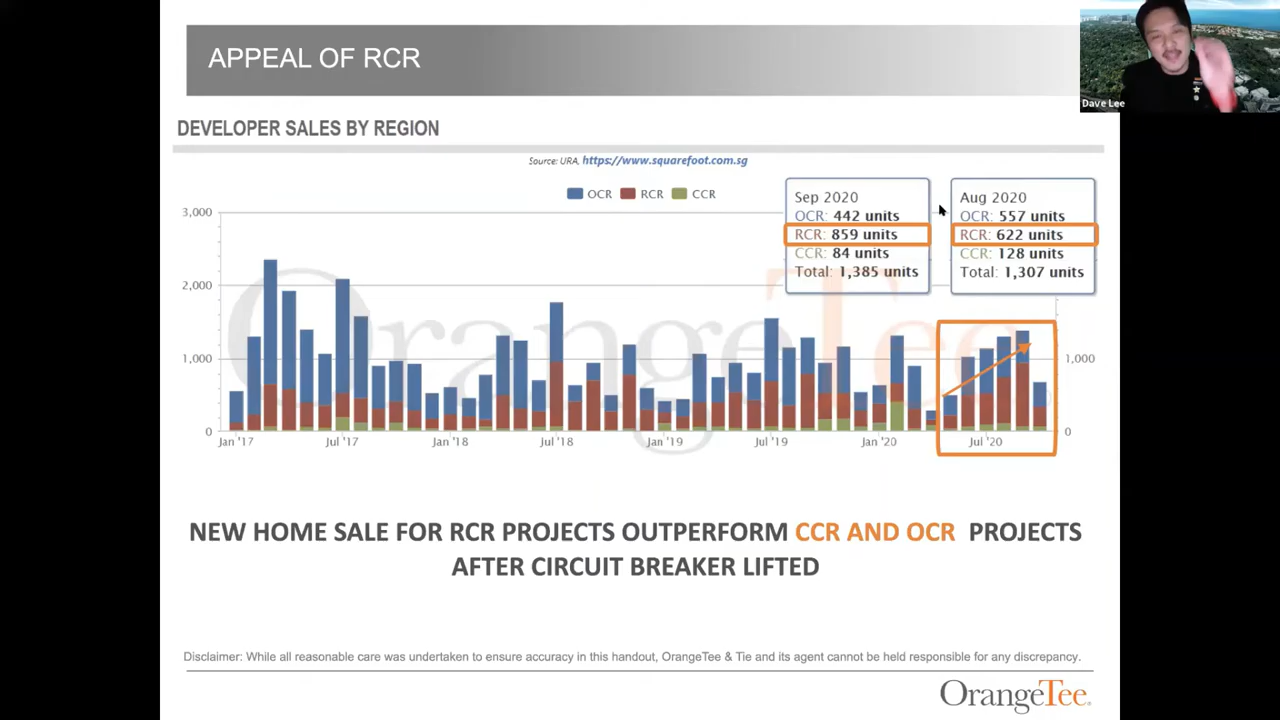 APPEAL OF RCR
Dave Lee
DEVELOPER SALES BY REGION
Source: URA, https://www.squarefoot.com.sg
OCR RCR CCR
Sep 2020
OCR: 442 units
RCR: 859 units
CCR: 84 units
Total: 1,385 units
Aug 2020
OCR: 557 units
RCR: 622 units
CCR: 128 units
Total: 1,307 units
3,000
2,000
1,000
0
1,000
0
OrangeTee
Jan '17 Jul '17 Jan '18 Jul '18 Jan '19 Jul '19 Jan '20 Jul '20
NEW HOME SALE FOR RCR PROJECTS OUTPERFORM CCR AND OCR PROJECTS
AFTER CIRCUIT BREAKER LIFTED
Disclaimer: While all reasonable care was undertaken to ensure accuracy in this handout, OrangeTee & Tie and its agent cannot be held responsible for any discrepancy.
OrangeTee